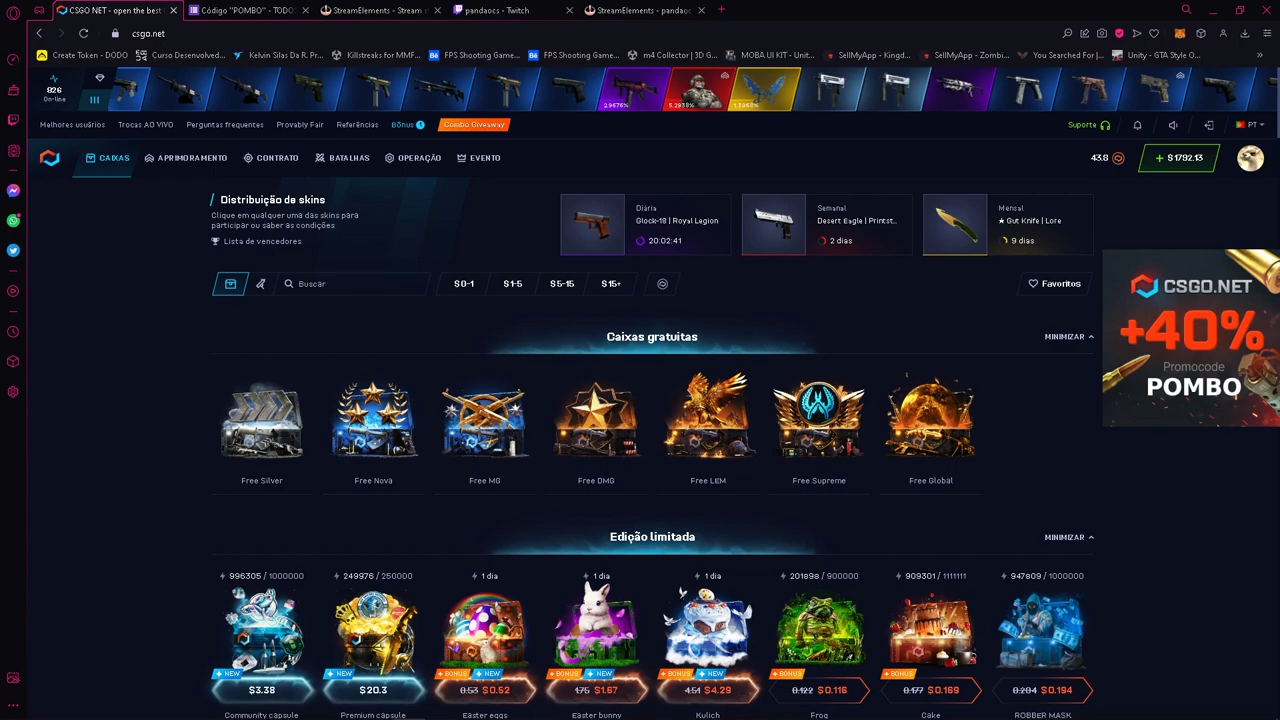 CSGO.NET - open the best
Código "POMBO" - TODOS
StreamElements - Stream
pandaocs - Twitch
StreamElements - pandaoc
csgo.net
Create Token - DODO
Curso Desenvolved...
Kelvin Silas Da R. Pr...
Killstreaks for MMF...
FPS Shooting Game...
FPS Shooting Game...
m4 Collector | 3D G...
MOBA UI KIT - Unit...
SellMyApp - Kingd...
SellMyApp - Zombi...
You Searched For |...
Unity - GTA Style O...
826
On-line
2.9676%
5.2938%
Melhores usuários
Trocas AO VIVO
Perguntas frequentes
Provably Fair
Referências
Bônus
Combo Giveaway
Suporte
PT
CAIXAS
APRIMORAMENTO
CONTRATO
BATALHAS
OPERAÇÃO
EVENTO
43.8
+ $1792.13
Distribuição de skins
Clique em qualquer uma das skins para
participar ou saber as condições
Lista de vencedores
Diária
Glock-18 | Royal Legion
20:02:41
Semanal
Desert Eagle | Printst...
2 dias
Mensal
★ Gut Knife | Lore
9 dias
Buscar
$0-1
$1-5
$5-15
$15+
Favoritos
CSGO.NET
+40%
Promocode
POMBO
Caixas gratuitas
MINIMIZAR
Free Silver
Free Nova
Free MG
Free DMG
Free LEM
Free Supreme
Free Global
Edição limitada
MINIMIZAR
996305 / 1000000
249976 / 250000
1 dia
1 dia
1 dia
201898 / 900000
909301 / 1111111
947809 / 1000000
+ NEW
+ NEW
+ BONUS + NEW
+ BONUS + NEW
+ BONUS + NEW
+ BONUS
+ BONUS
$3.38
$20.3
0.53 $0.52
1.75 $1.67
4.51 $4.29
0.122 $0.116
0.177 $0.169
0.204 $0.194
Community capsule
Premium capsule
Easter eggs
Easter bunny
Kulich
Frog
Cake
ROBBER MASK